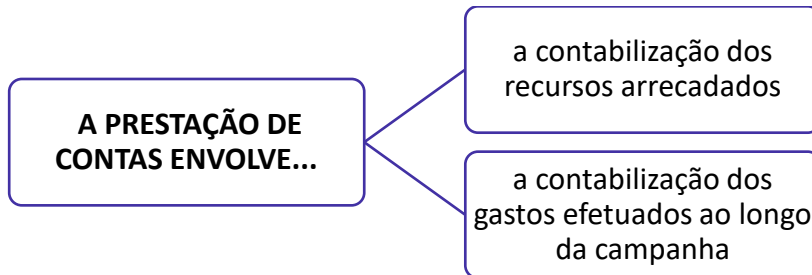 A PRESTAÇÃO DE
CONTAS ENVOLVE...
a contabilização dos
recursos arrecadados
a contabilização dos
gastos efetuados ao longo
da campanha